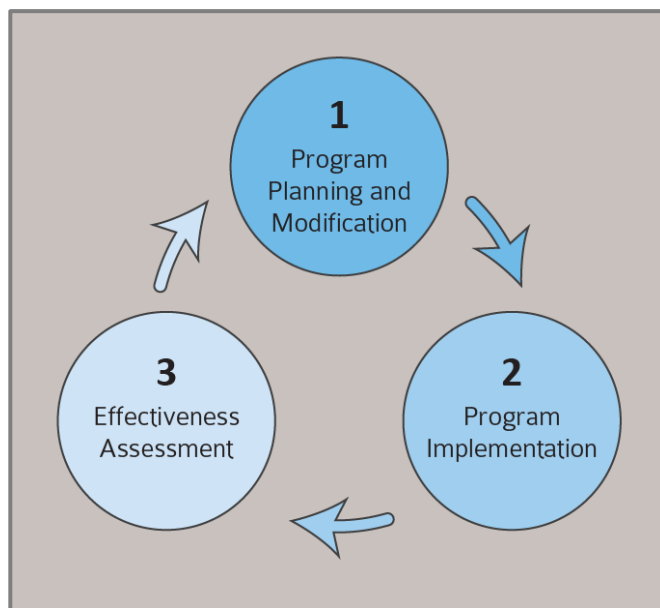 1
Program
Planning and
Modification
2
Program
Implementation
3
Effectiveness
Assessment